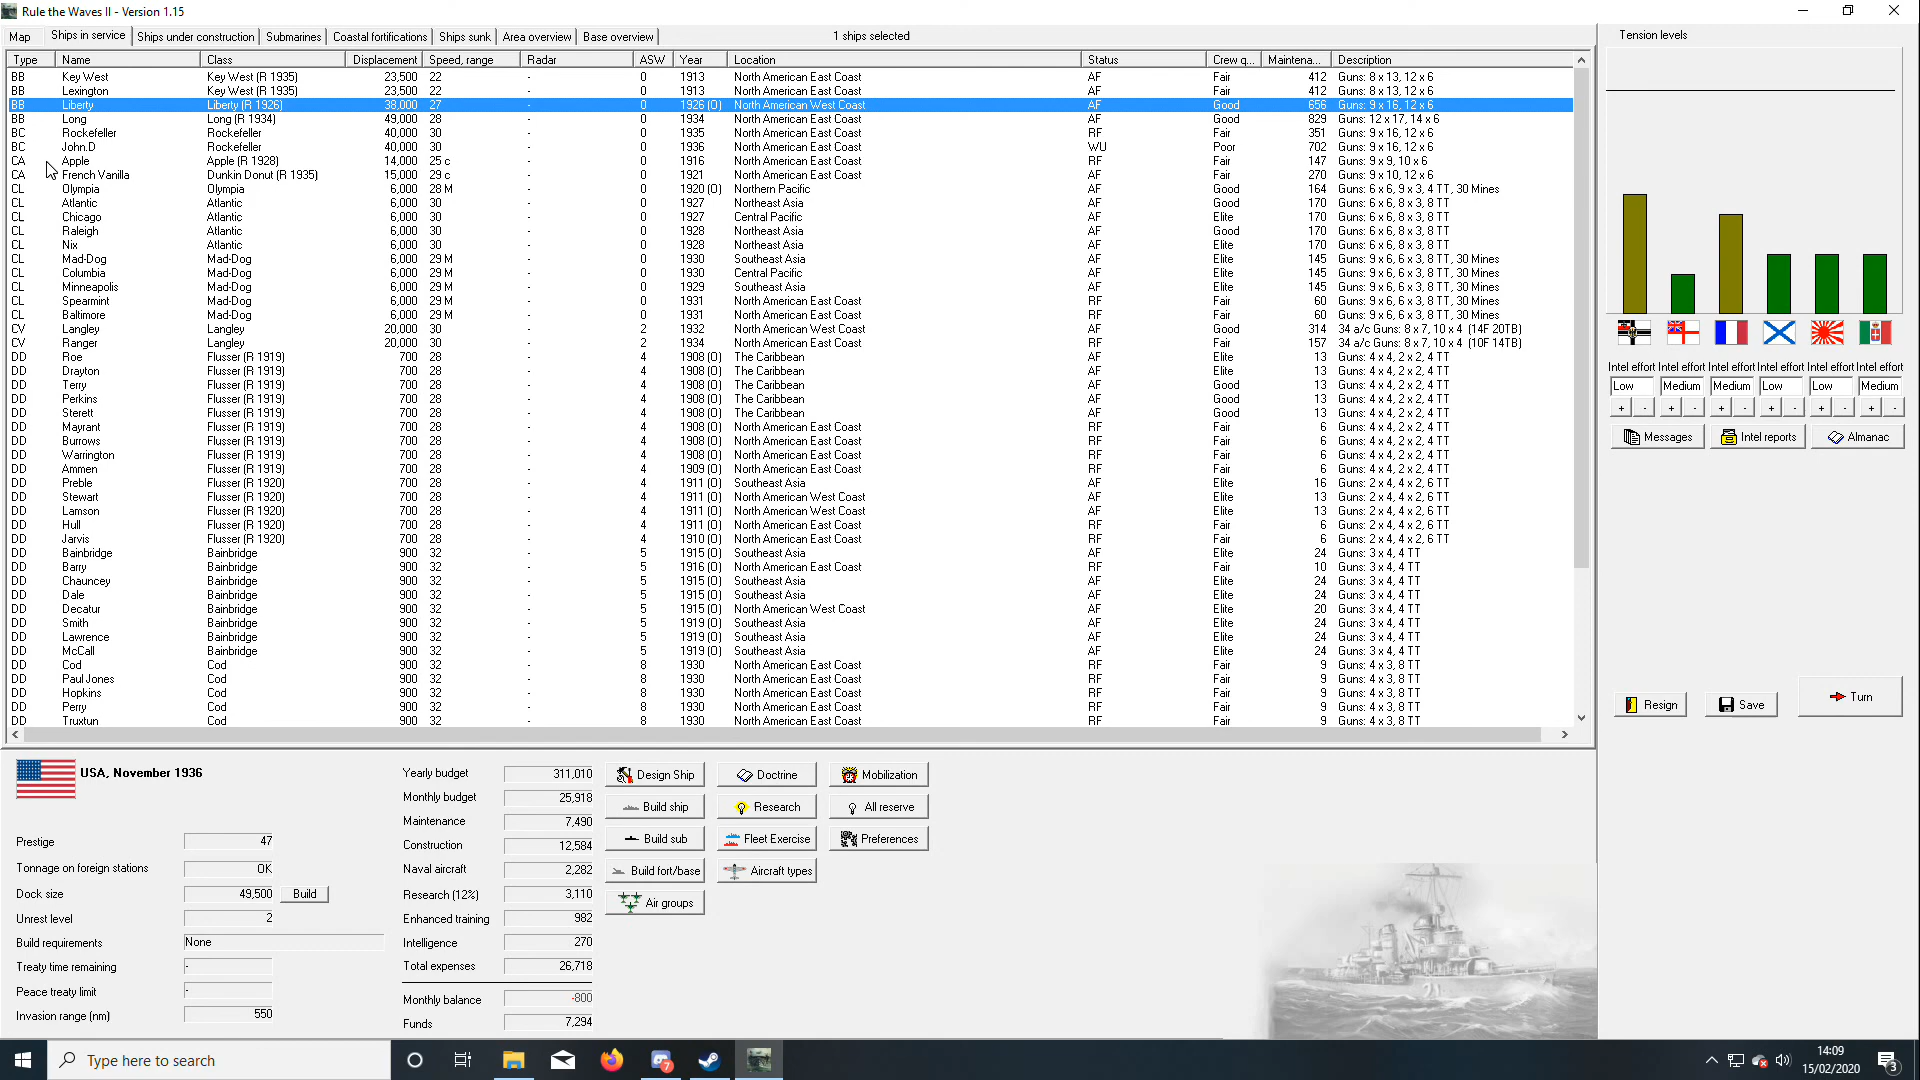 Rule the Waves II - Version 1.15
Map Ships in service Ships under construction Submarines Coastal fortifications Ships sunk Area overview Base overview 1 ships selected
Type Name Class Displacement Speed, range Radar ASW Year Location Status Crew q... Maintena... Description
BB Key West Key West (R 1935) 23,500 22 - 0 1913 North American East Coast AF Fair 412 Guns: 8 x 13, 12 x 6
BB Lexington Key West (R 1935) 23,500 22 - 0 1913 North American East Coast AF Fair 412 Guns: 8 x 13, 12 x 6
BB Liberty Liberty (R 1926) 38,000 27 - 0 1926 (O) North American West Coast AF Good 656 Guns: 9 x 16, 12 x 6
BB Long Long (R 1934) 49,000 28 - 0 1934 North American East Coast AF Good 829 Guns: 12 x 17, 14 x 6
BC Rockefeller Rockefeller 40,000 30 - 0 1935 North American East Coast RF Fair 351 Guns: 9 x 16, 12 x 6
BC John.D Rockefeller 40,000 30 - 0 1936 North American East Coast WU Poor 702 Guns: 9 x 16, 12 x 6
CA Apple Apple (R 1928) 14,000 25 c - 0 1916 North American East Coast RF Fair 147 Guns: 9 x 9, 10 x 6
CA French Vanilla Dunkin Donut (R 1935) 15,000 29 c - 0 1921 North American East Coast AF Fair 270 Guns: 9 x 10, 12 x 6
CL Olympia Olympia 6,000 28 M - 0 1920 (O) Northern Pacific AF Good 164 Guns: 6 x 6, 9 x 3, 4 TT, 30 Mines
CL Atlantic Atlantic 6,000 30 - 0 1927 Northeast Asia AF Good 170 Guns: 6 x 6, 8 x 3, 8 TT
CL Chicago Atlantic 6,000 30 - 0 1927 Central Pacific AF Elite 170 Guns: 6 x 6, 8 x 3, 8 TT
CL Raleigh Atlantic 6,000 30 - 0 1928 Northeast Asia AF Good 170 Guns: 6 x 6, 8 x 3, 8 TT
CL Nix Atlantic 6,000 30 - 0 1928 Northeast Asia AF Elite 170 Guns: 6 x 6, 8 x 3, 8 TT
CL Mad-Dog Mad-Dog 6,000 29 M - 0 1930 Southeast Asia AF Elite 145 Guns: 9 x 6, 6 x 3, 8 TT, 30 Mines
CL Columbia Mad-Dog 6,000 29 M - 0 1930 Central Pacific AF Elite 145 Guns: 9 x 6, 6 x 3, 8 TT, 30 Mines
CL Minneapolis Mad-Dog 6,000 29 M - 0 1929 Southeast Asia AF Elite 145 Guns: 9 x 6, 6 x 3, 8 TT, 30 Mines
CL Spearmint Mad-Dog 6,000 29 M - 0 1931 North American East Coast RF Fair 60 Guns: 9 x 6, 6 x 3, 8 TT, 30 Mines
CL Baltimore Mad-Dog 6,000 29 M - 0 1931 North American East Coast RF Fair 60 Guns: 9 x 6, 6 x 3, 8 TT, 30 Mines
CV Langley Langley 20,000 30 - 2 1932 North American West Coast AF Good 314 34 a/c Guns: 8 x 7, 10 x 4 (14F 20TB)
CV Ranger Langley 20,000 30 - 2 1934 North American East Coast RF Fair 157 34 a/c Guns: 8 x 7, 10 x 4 (10F 14TB)
DD Roe Flusser (R 1919) 700 28 - 4 1908 (O) The Caribbean AF Elite 13 Guns: 4 x 4, 2 x 2, 4 TT
DD Drayton Flusser (R 1919) 700 28 - 4 1908 (O) The Caribbean AF Elite 13 Guns: 4 x 4, 2 x 2, 4 TT
DD Terry Flusser (R 1919) 700 28 - 4 1908 (O) The Caribbean AF Good 13 Guns: 4 x 4, 2 x 2, 4 TT
DD Perkins Flusser (R 1919) 700 28 - 4 1908 (O) The Caribbean AF Good 13 Guns: 4 x 4, 2 x 2, 4 TT
DD Sterett Flusser (R 1919) 700 28 - 4 1908 (O) The Caribbean AF Good 13 Guns: 4 x 4, 2 x 2, 4 TT
DD Mayrant Flusser (R 1919) 700 28 - 4 1908 (O) North American East Coast RF Fair 6 Guns: 4 x 4, 2 x 2, 4 TT
DD Burrows Flusser (R 1919) 700 28 - 4 1908 (O) North American East Coast RF Fair 6 Guns: 4 x 4, 2 x 2, 4 TT
DD Warrington Flusser (R 1919) 700 28 - 4 1908 (O) North American East Coast RF Fair 6 Guns: 4 x 4, 2 x 2, 4 TT
DD Ammen Flusser (R 1919) 700 28 - 4 1909 (O) North American East Coast RF Fair 6 Guns: 4 x 4, 2 x 2, 4 TT
DD Preble Flusser (R 1920) 700 28 - 4 1911 (O) Southeast Asia AF Elite 16 Guns: 2 x 4, 4 x 2, 6 TT
DD Stewart Flusser (R 1920) 700 28 - 4 1911 (O) North American West Coast AF Elite 13 Guns: 2 x 4, 4 x 2, 6 TT
DD Lamson Flusser (R 1920) 700 28 - 4 1911 (O) North American West Coast AF Elite 13 Guns: 2 x 4, 4 x 2, 6 TT
DD Hull Flusser (R 1920) 700 28 - 4 1911 (O) North American East Coast RF Fair 6 Guns: 2 x 4, 4 x 2, 6 TT
DD Jarvis Flusser (R 1920) 700 28 - 4 1910 (O) North American East Coast RF Fair 6 Guns: 2 x 4, 4 x 2, 6 TT
DD Bainbridge Bainbridge 900 32 - 5 1915 (O) Southeast Asia AF Elite 24 Guns: 3 x 4, 4 TT
DD Barry Bainbridge 900 32 - 5 1916 (O) North American East Coast RF Fair 10 Guns: 3 x 4, 4 TT
DD Chauncey Bainbridge 900 32 - 5 1915 (O) Southeast Asia AF Elite 24 Guns: 3 x 4, 4 TT
DD Dale Bainbridge 900 32 - 5 1915 (O) Southeast Asia AF Elite 24 Guns: 3 x 4, 4 TT
DD Decatur Bainbridge 900 32 - 5 1915 (O) North American West Coast AF Elite 20 Guns: 3 x 4, 4 TT
DD Smith Bainbridge 900 32 - 5 1919 (O) Southeast Asia AF Elite 24 Guns: 3 x 4, 4 TT
DD Lawrence Bainbridge 900 32 - 5 1919 (O) Southeast Asia AF Elite 24 Guns: 3 x 4, 4 TT
DD McCall Bainbridge 900 32 - 5 1919 (O) Southeast Asia AF Elite 24 Guns: 3 x 4, 4 TT
DD Cod Cod 900 32 - 8 1930 North American East Coast RF Fair 9 Guns: 4 x 3, 8 TT
DD Paul Jones Cod 900 32 - 8 1930 North American East Coast RF Fair 9 Guns: 4 x 3, 8 TT
DD Hopkins Cod 900 32 - 8 1930 North American East Coast RF Fair 9 Guns: 4 x 3, 8 TT
DD Perry Cod 900 32 - 8 1930 North American East Coast RF Fair 9 Guns: 4 x 3, 8 TT
DD Truxtun Cod 900 32 - 8 1930 North American East Coast RF Fair 9 Guns: 4 x 3, 8 TT
Tension levels
Intel effort Intel effort Intel effort Intel effort Intel effort Intel effort
Low Medium Medium Low Low Medium
+ - + - + - + - + - + -
Messages Intel reports Almanac
Resign Save Turn
USA, November 1936
Prestige 47
Tonnage on foreign stations OK
Dock size 49,500 Build
Unrest level 2
Build requirements None
Treaty time remaining -
Peace treaty limit -
Invasion range (nm) 550
Yearly budget 311,010
Monthly budget 25,918
Maintenance 7,490
Construction 12,584
Naval aircraft 2,282
Research (12%) 3,110
Enhanced training 982
Intelligence 270
Total expenses 26,718
Monthly balance -800
Funds 7,294
Design Ship Doctrine Mobilization
Build ship Research All reserve
Build sub Fleet Exercise Preferences
Build fort/base Aircraft types
Air groups
Type here to search
7
14:09
15/02/2020
3